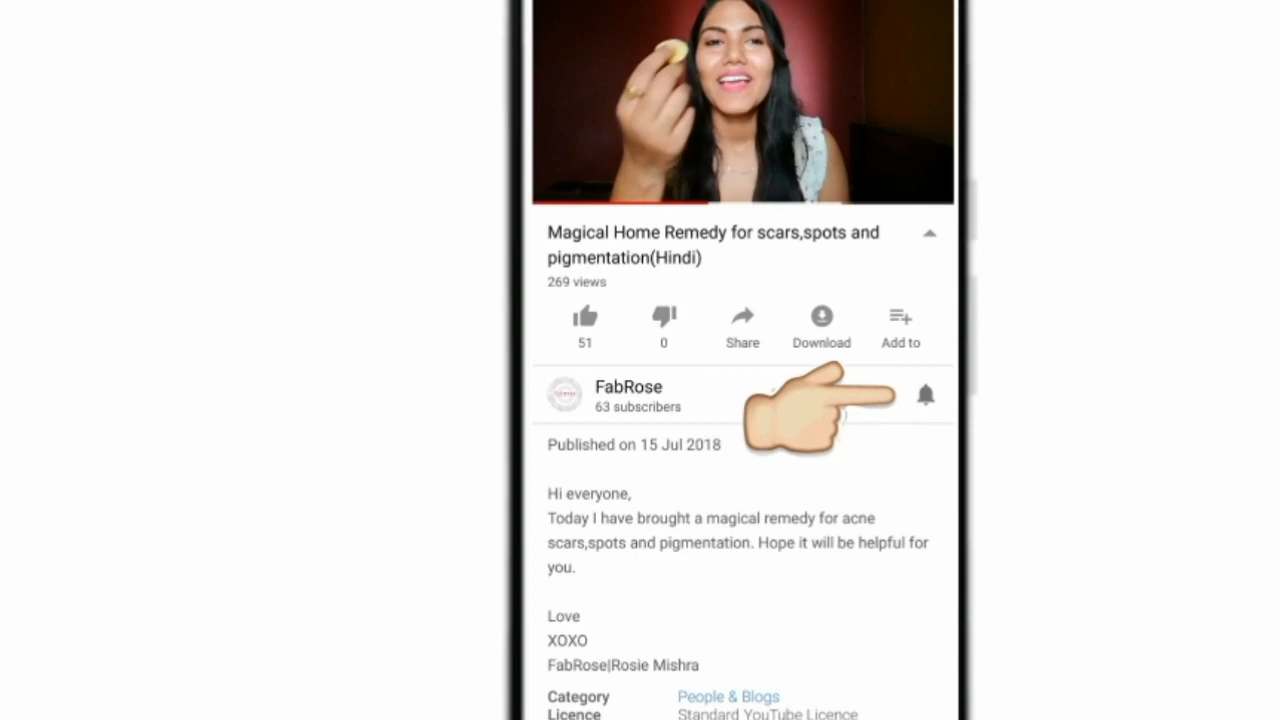 Magical Home Remedy for scars,spots and
pigmentation(Hindi)
269 views
51
0
Share
Download
Add to
FabRose
63 subscribers
Published on 15 Jul 2018
Hi everyone,
Today I have brought a magical remedy for acne
scars,spots and pigmentation. Hope it will be helpful for
you.
Love
XOXO
FabRose|Rosie Mishra
Category People & Blogs
Licence Standard YouTube Licence